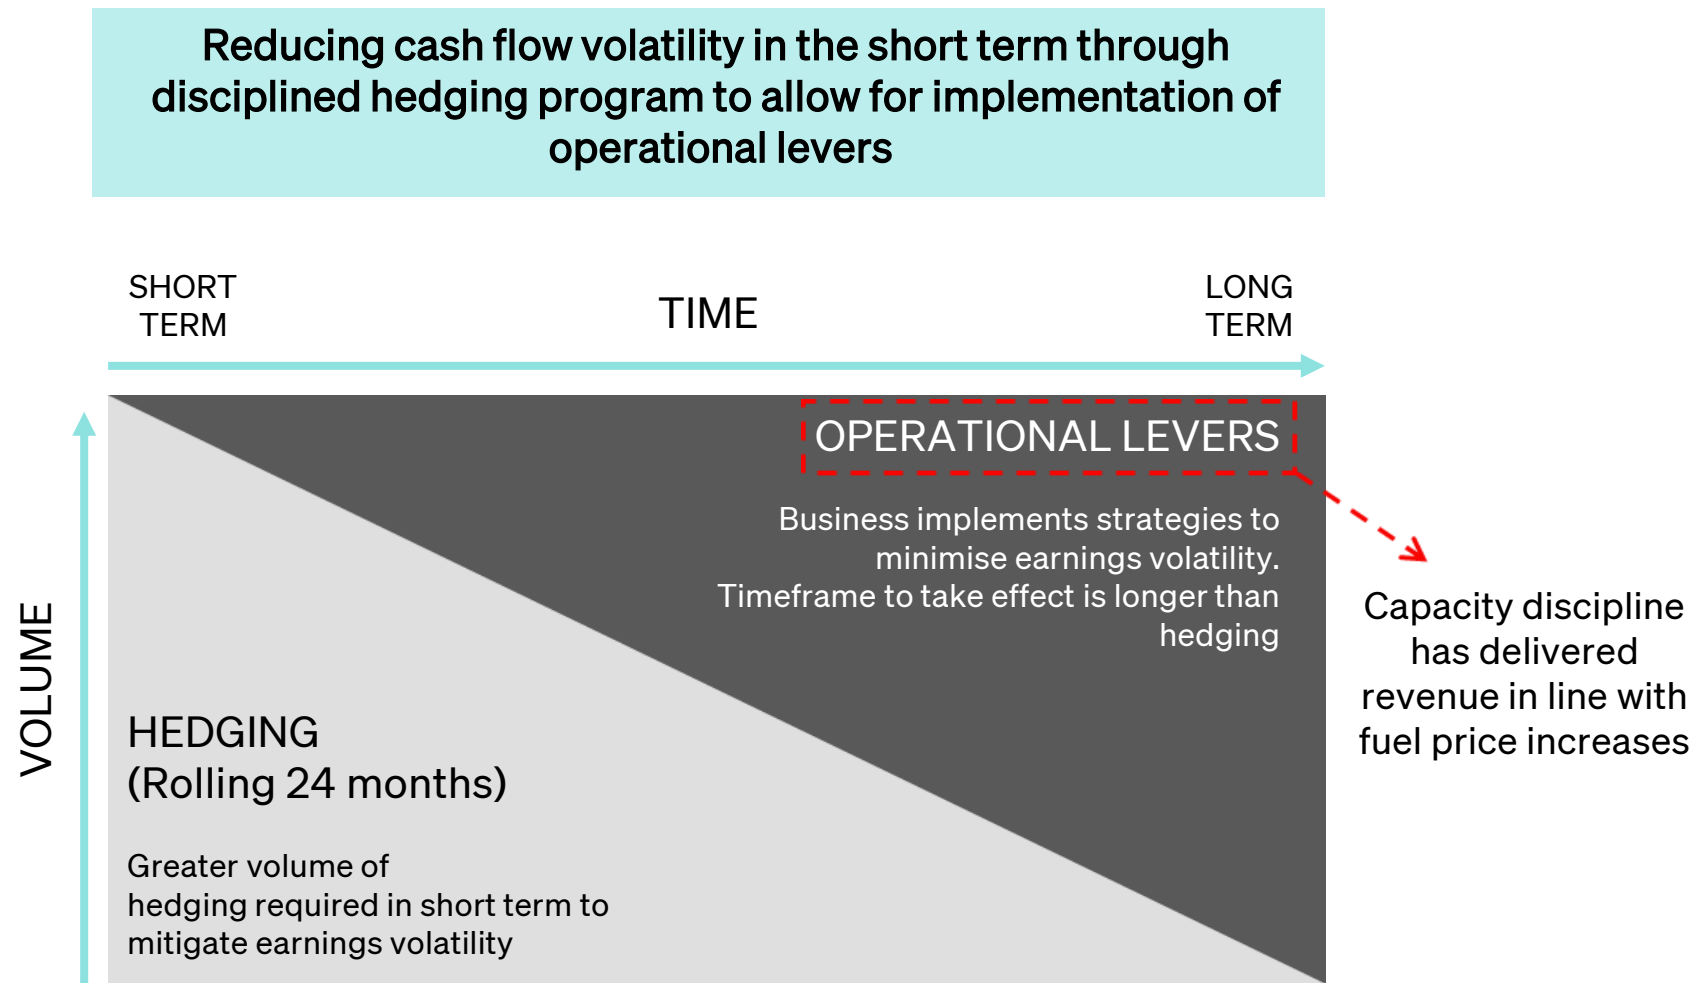 Reducing cash flow volatility in the short term through
disciplined hedging program to allow for implementation of
operational levers
SHORT
TERM
TIME
LONG
TERM
VOLUME
OPERATIONAL LEVERS
Business implements strategies to
minimise earnings volatility.
Timeframe to take effect is longer than
hedging
HEDGING
(Rolling 24 months)
Greater volume of
hedging required in short term to
mitigate earnings volatility
Capacity discipline
has delivered
revenue in line with
fuel price increases